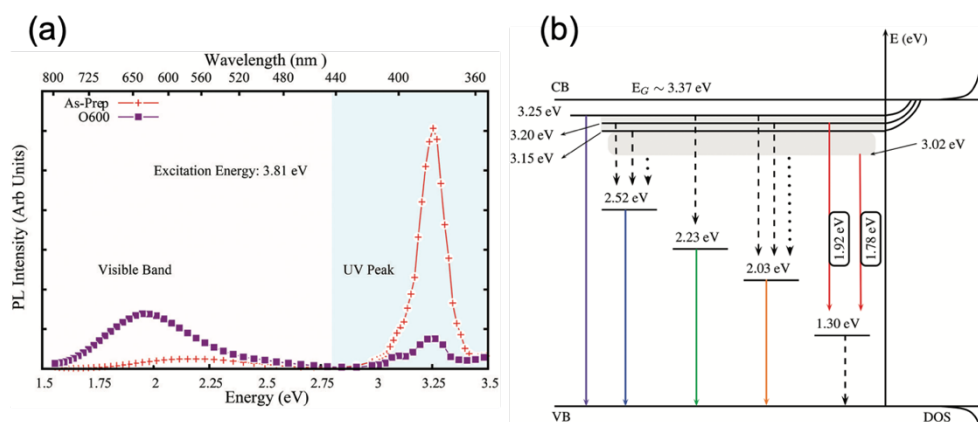 (a)
Wavelength (nm )
800 725 650 600 560 520 480 440 400 360
As-Prep
O600
Excitation Energy: 3.81 eV
Visible Band
UV Peak
PL Intensity (Arb Units)
1.5 1.75 2 2.25 2.5 2.75 3 3.25 3.5
Energy (eV)
(b)
E (eV)
CB
E_G ~ 3.37 eV
3.25 eV
3.20 eV
3.15 eV
3.02 eV
2.52 eV
2.23 eV
2.03 eV
1.92 eV
1.78 eV
1.30 eV
VB
DOS